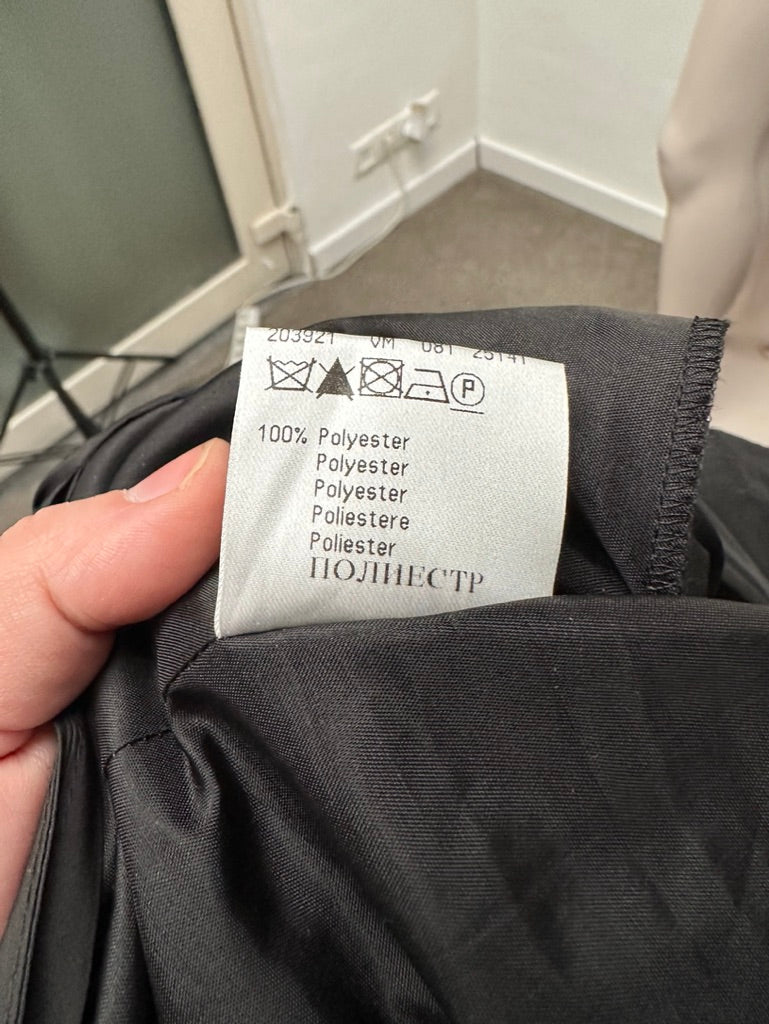 203921 VM 081 25141
P
100% Polyester
Polyester
Polyester
Poliestere
Poliester
ПОЛИЕСТР